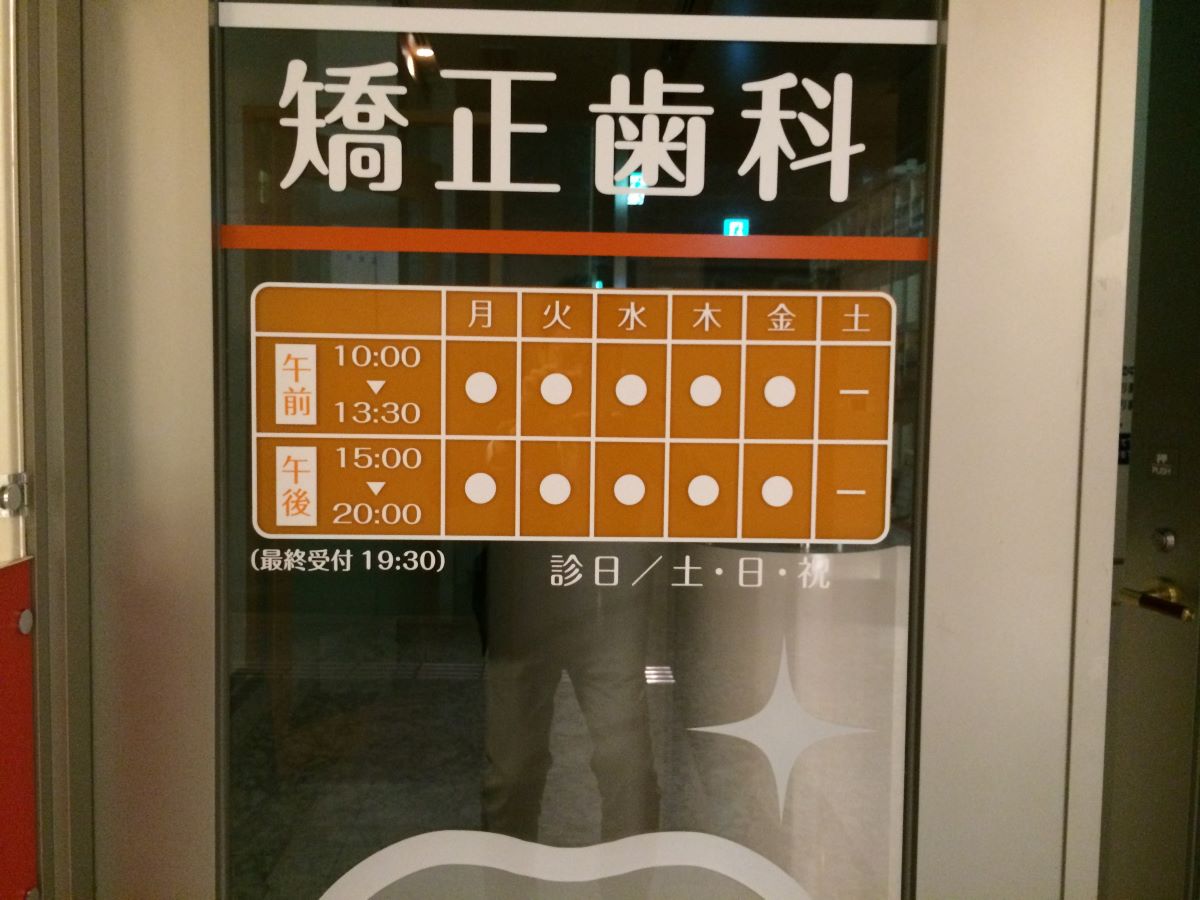 矯正歯科
月 火 水 木 金 土
午前 10:00 ▼ 13:30 ● ● ● ● ● ー
午後 15:00 ▼ 20:00 ● ● ● ● ● ー
(最終受付 19:30) 診日／土・日・祝
PUSH